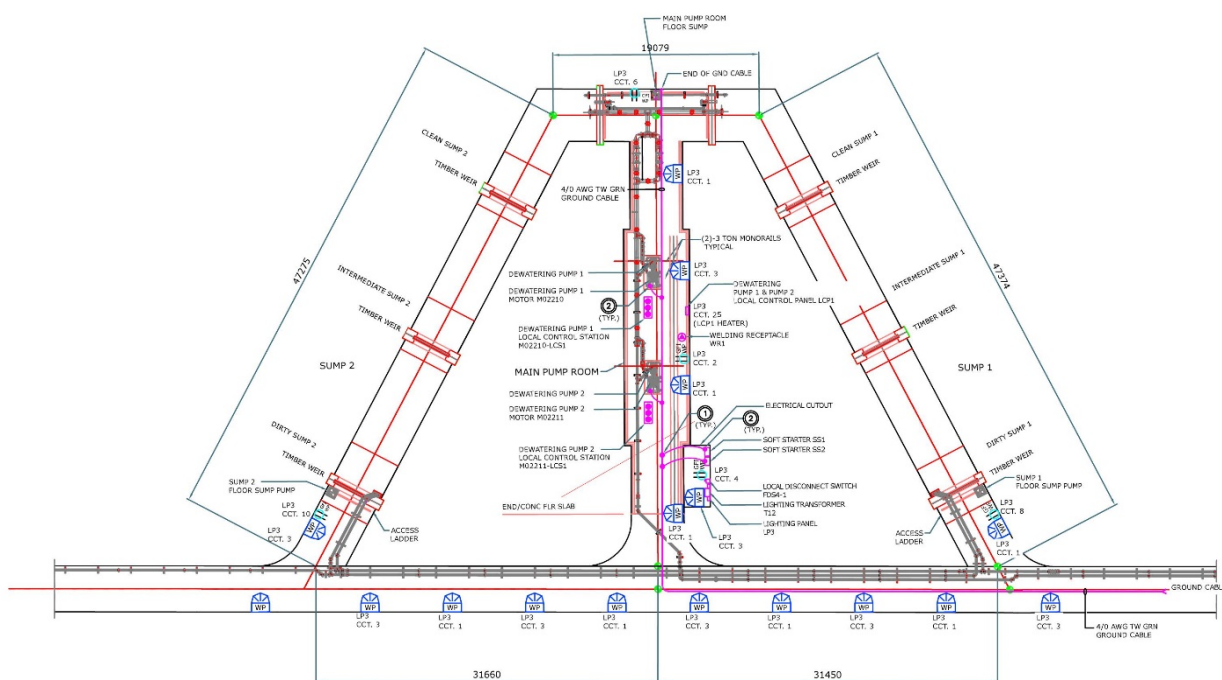 MAIN PUMP ROOM
FLOOR SUMP
19079
LP3
CCT. 6
END OF GND CABLE
CLEAN SUMP 2
TIMBER WEIR
CLEAN SUMP 1
TIMBER WEIR
LP3
CCT. 1
WP
4/0 AWG TW GRN
GROUND CABLE
47275
47374
(2)-3 TON MONORAILS
TYPICAL
INTERMEDIATE SUMP 2
TIMBER WEIR
INTERMEDIATE SUMP 1
TIMBER WEIR
DEWATERING PUMP 1
WP
LP3
CCT. 3
DEWATERING PUMP 1
MOTOR M02210
DEWATERING
PUMP 1 & PUMP 2
LOCAL CONTROL PANEL LCP1
2
(TYP.)
LP3
CCT. 25
(LCP1 HEATER)
DEWATERING PUMP 1
LOCAL CONTROL STATION
M02210-LCS1
WELDING RECEPTACLE
WR1
GFI
WP
LP3
CCT. 2
SUMP 2
MAIN PUMP ROOM
SUMP 1
DEWATERING PUMP 2
WP
LP3
CCT. 1
DEWATERING PUMP 2
MOTOR M02211
1
(TYP.)
2
(TYP.)
ELECTRICAL CUTOUT
DIRTY SUMP 2
TIMBER WEIR
DIRTY SUMP 1
TIMBER WEIR
DEWATERING PUMP 2
LOCAL CONTROL STATION
M02211-LCS1
SOFT STARTER SS1
SOFT STARTER SS2
GFI
LP3
CCT. 4
SUMP 2
FLOOR SUMP PUMP
SUMP 1
FLOOR SUMP PUMP
LOCAL DISCONNECT SWITCH
FDS4-1
LIGHTING TRANSFORMER
TL2
LIGHTING PANEL
LP3
END/CONC FLR SLAB
WP
WP
LP3
CCT. 10
WP
LP3
CCT. 3
ACCESS
LADDER
LP3
CCT. 1
LP3
CCT. 3
ACCESS
LADDER
LP3
CCT. 8
WP
LP3
CCT. 1
GROUND CABL
WP
WP
WP
WP
WP
WP
WP
WP
WP
WP
LP3
CCT. 3
LP3
CCT. 1
LP3
CCT. 3
LP3
CCT. 1
LP3
CCT. 3
LP3
CCT. 1
LP3
CCT. 3
LP3
CCT. 1
LP3
CCT. 3
4/0 AWG TW GRN
GROUND CABLE
31660
31450